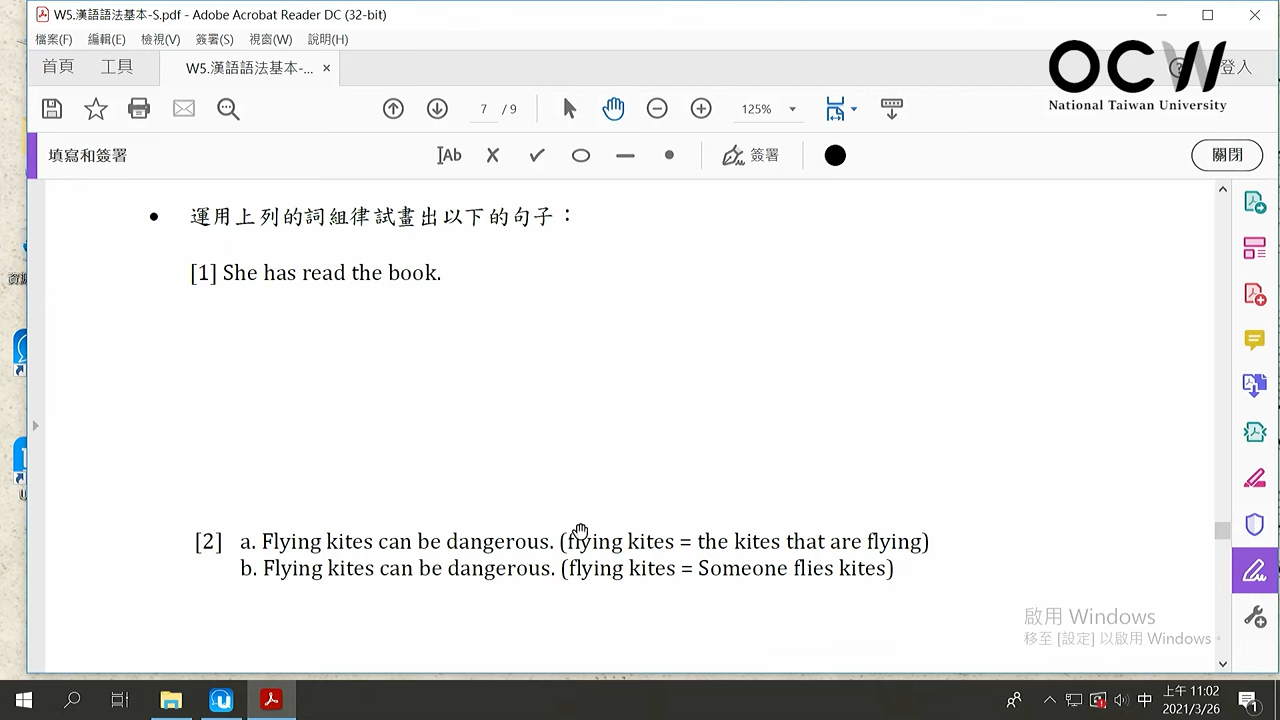 W5.漢語語法基本-S.pdf - Adobe Acrobat Reader DC (32-bit)
檔案(F) 編輯(E) 檢視(V) 簽署(S) 視窗(W) 說明(H)
首頁 工具 W5.漢語語法基本-... × 登入
OCW
National Taiwan University
7 / 9 125%
填寫和簽署 Ab 簽署 關閉
• 運用上列的詞組律試畫出以下的句子：
[1] She has read the book.
[2] a. Flying kites can be dangerous. (flying kites = the kites that are flying)
b. Flying kites can be dangerous. (flying kites = Someone flies kites)
啟用 Windows
移至 [設定] 以啟用 Windows。
中 上午 11:02
2021/3/26
1